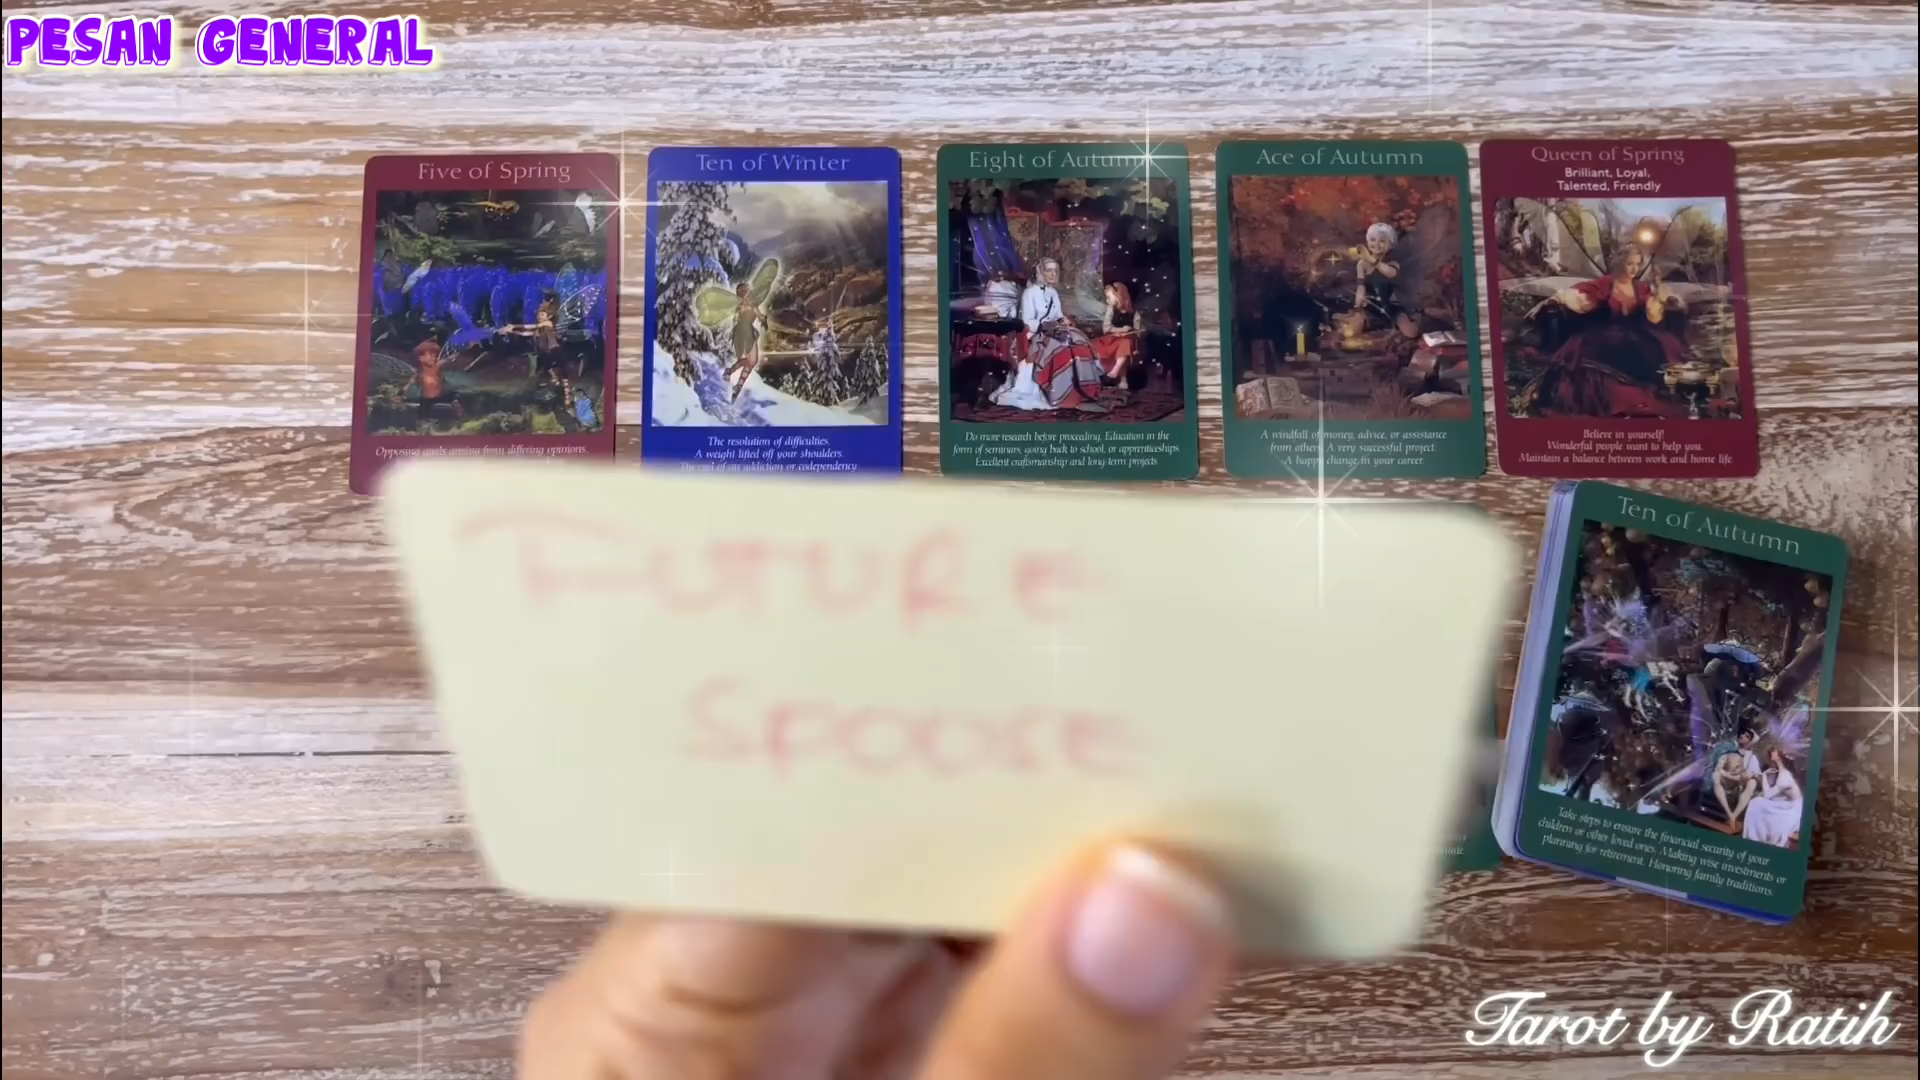 PESAN GENERAL
Five of Spring
Opposing goals arising from differing opinions.
Ten of Winter
The resolution of difficulties.
A weight lifted off your shoulders.
The end of an addiction or codependency
Eight of Autumn
Do more research before proceeding. Education in the
form of seminars, going back to school, or apprenticeships.
Excellent craftsmanship and long-term projects
Ace of Autumn
A windfall of money, advice, or assistance
from others. A very successful project.
A happy change in your career.
Queen of Spring
Brilliant, Loyal,
Talented, Friendly
Believe in yourself!
Wonderful people want to help you.
Maintain a balance between work and home life.
FUTURE
SPOUSE
Ten of Autumn
Take steps to ensure the financial security of your
children or other loved ones. Making wise investments or
planning for retirement. Honoring family traditions.
Tarot by Ratih